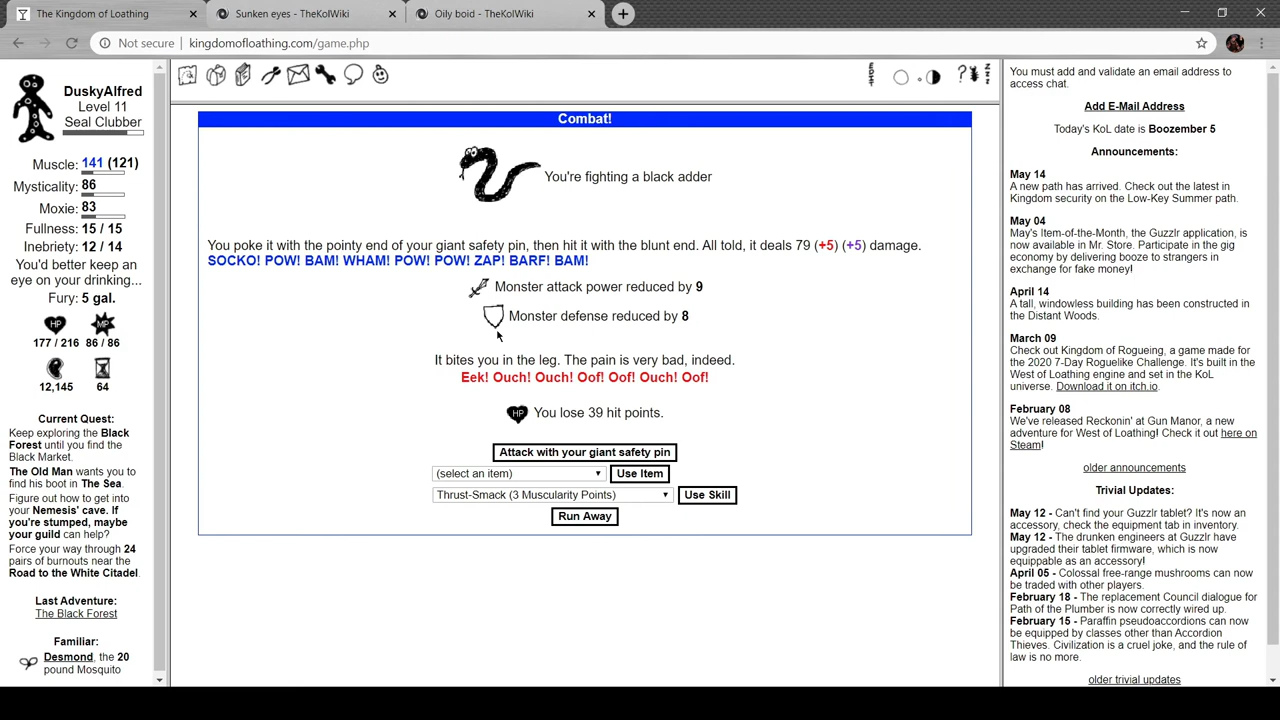 The Kingdom of Loathing
Sunken eyes - TheKolWiki
Oily boid - TheKolWiki
Not secure | kingdomofloathing.com/game.php
DuskyAlfred
Level 11
Seal Clubber
Muscle: 141 (121)
Mysticality: 86
Moxie: 83
Fullness: 15 / 15
Inebriety: 12 / 14
You'd better keep an
eye on your drinking...
Fury: 5 gal.
HP MP
177 / 216 86 / 86
12,145 64
Current Quest:
Keep exploring the Black
Forest until you find the
Black Market.
The Old Man wants you to
find his boot in The Sea.
Figure out how to get into
your Nemesis' cave. If
you're stumped, maybe
your guild can help?
Force your way through 24
pairs of burnouts near the
Road to the White Citadel.
Last Adventure:
The Black Forest
Familiar:
Desmond, the 20
pound Mosquito
Combat!
You're fighting a black adder
You poke it with the pointy end of your giant safety pin, then hit it with the blunt end. All told, it deals 79 (+5) (+5) damage.
SOCKO! POW! BAM! WHAM! POW! POW! ZAP! BARF! BAM!
Monster attack power reduced by 9
Monster defense reduced by 8
It bites you in the leg. The pain is very bad, indeed.
Eek! Ouch! Ouch! Oof! Oof! Ouch! Oof!
HP You lose 39 hit points.
Attack with your giant safety pin
(select an item) Use Item
Thrust-Smack (3 Muscularity Points) Use Skill
Run Away
You must add and validate an email address to
access chat.
Add E-Mail Address
Today's KoL date is Boozember 5
Announcements:
May 14
A new path has arrived. Check out the latest in
Kingdom security on the Low-Key Summer path.
May 04
May's Item-of-the-Month, the Guzzlr application, is
now available in Mr. Store. Participate in the gig
economy by delivering booze to strangers in
exchange for fake money!
April 14
A tall, windowless building has been constructed in
the Distant Woods.
March 09
Check out Kingdom of Rogueing, a game made for
the 2020 7-Day Roguelike Challenge. It's built in the
West of Loathing engine and set in the KoL
universe. Download it on itch.io.
February 08
We've released Reckonin' at Gun Manor, a new
adventure for West of Loathing! Check it out here on
Steam!
older announcements
Trivial Updates:
May 12 - Can't find your Guzzlr tablet? It's now an
accessory, check the equipment tab in inventory.
May 12 - The drunken engineers at Guzzlr have
upgraded their tablet firmware, which is now
equippable as an accessory!
April 05 - Colossal free-range mushrooms can now
be traded with other players.
February 18 - The replacement Council dialogue for
Path of the Plumber is now correctly wired up.
February 15 - Paraffin pseudoaccordions can now
be equipped by classes other than Accordion
Thieves. Civilization is a cruel joke, and the rule of
law is no more.
older trivial updates